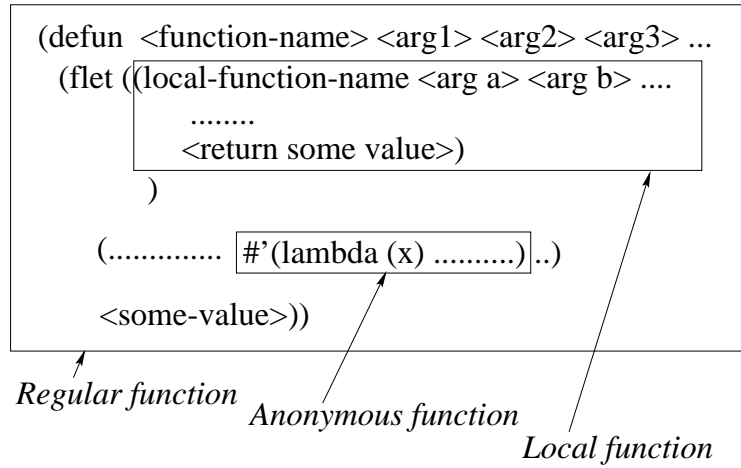 (defun <function-name> <arg1> <arg2> <arg3> ...
(flet ((local-function-name <arg a> <arg b> ....
........
<return some value>)
)
(.............. #’(lambda (x) ..........) ..)
<some-value>))
Regular function
Anonymous function
Local function